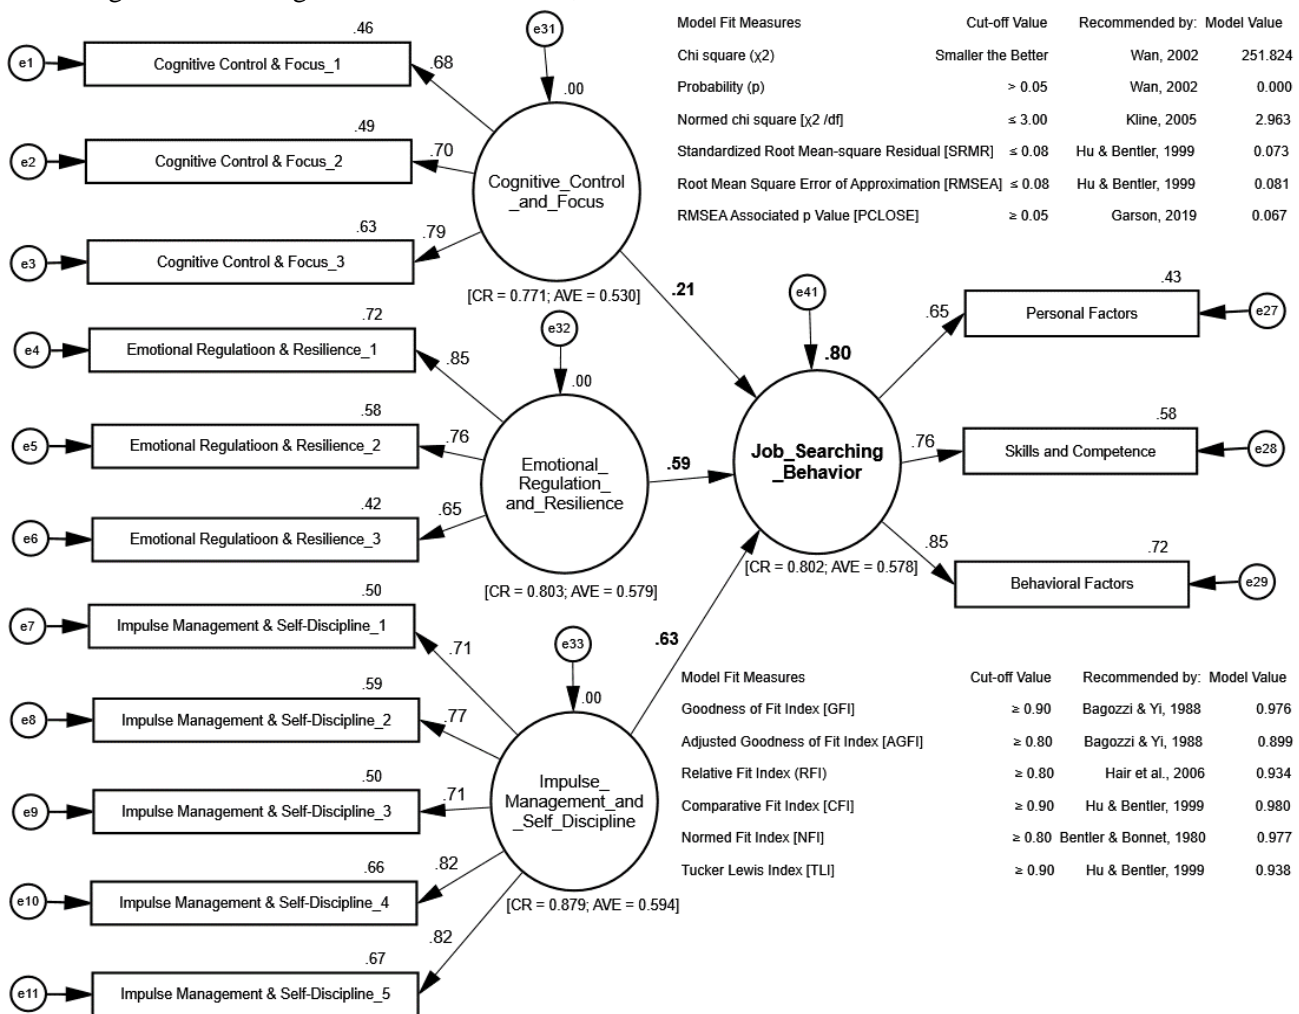 e1
.46
Cognitive Control & Focus_1
.68
e2
.49
Cognitive Control & Focus_2
.70
e3
.63
Cognitive Control & Focus_3
.79
e31
.00
Cognitive_Control
_and_Focus
[CR = 0.771; AVE = 0.530]
.21
e4
.72
Emotional Regulatioon & Resilience_1
.85
e5
.58
Emotional Regulatioon & Resilience_2
.76
e6
.42
Emotional Regulatioon & Resilience_3
.65
e32
.00
Emotional_
Regulation_
and_Resilience
[CR = 0.803; AVE = 0.579]
.59
e7
.50
Impulse Management & Self-Discipline_1
.71
e8
.59
Impulse Management & Self-Discipline_2
.77
e9
.50
Impulse Management & Self-Discipline_3
.71
e10
.66
Impulse Management & Self-Discipline_4
.82
e11
.67
Impulse Management & Self-Discipline_5
.82
e33
.00
Impulse_
Management_and
_Self_Discipline
[CR = 0.879; AVE = 0.594]
.63
e41
.80
Job_Searching
_Behavior
[CR = 0.802; AVE = 0.578]
.65
.43
Personal Factors
e27
.76
.58
Skills and Competence
e28
.85
.72
Behavioral Factors
e29
Model Fit Measures Cut-off Value Recommended by: Model Value
Chi square (χ2) Smaller the Better Wan, 2002 251.824
Probability (p) > 0.05 Wan, 2002 0.000
Normed chi square [χ2 /df] ≤ 3.00 Kline, 2005 2.963
Standardized Root Mean-square Residual [SRMR] ≤ 0.08 Hu & Bentler, 1999 0.073
Root Mean Square Error of Approximation [RMSEA] ≤ 0.08 Hu & Bentler, 1999 0.081
RMSEA Associated p Value [PCLOSE] ≥ 0.05 Garson, 2019 0.067
Model Fit Measures Cut-off Value Recommended by: Model Value
Goodness of Fit Index [GFI] ≥ 0.90 Bagozzi & Yi, 1988 0.976
Adjusted Goodness of Fit Index [AGFI] ≥ 0.80 Bagozzi & Yi, 1988 0.899
Relative Fit Index (RFI) ≥ 0.80 Hair et al., 2006 0.934
Comparative Fit Index [CFI] ≥ 0.90 Hu & Bentler, 1999 0.980
Normed Fit Index [NFI] ≥ 0.80 Bentler & Bonnet, 1980 0.977
Tucker Lewis Index [TLI] ≥ 0.90 Hu & Bentler, 1999 0.938